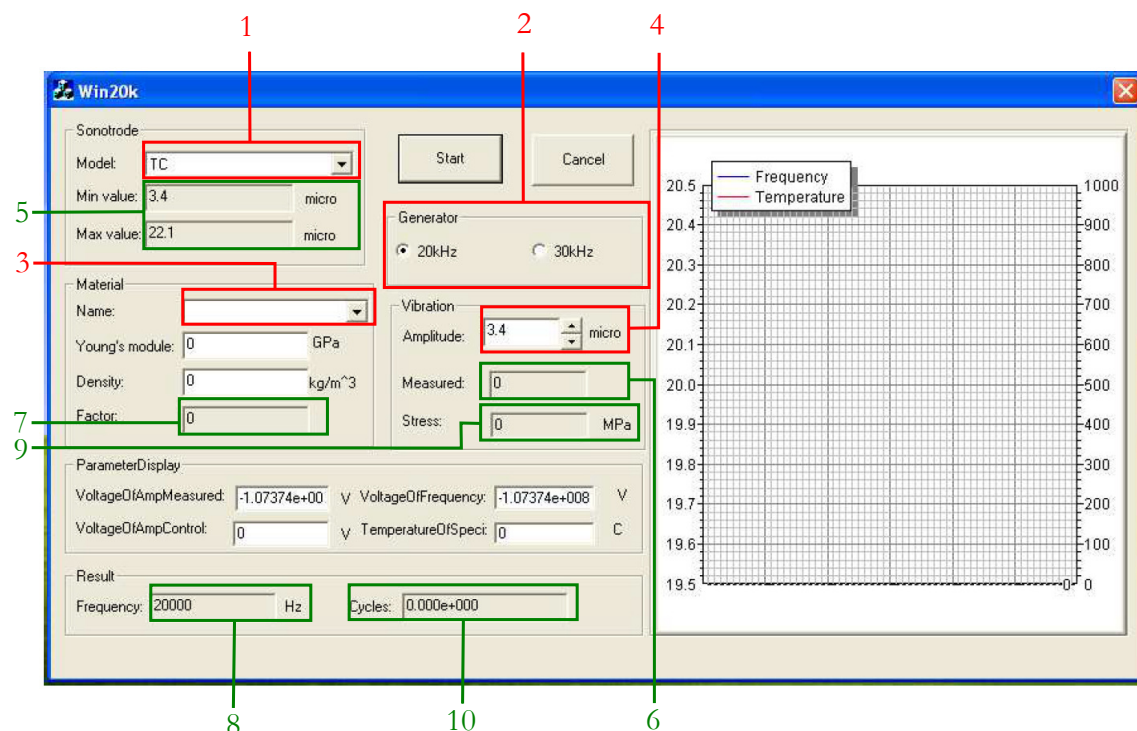 1
2
4
Win20k
Sonotrode
Model: TC
Min value: 3.4 micro
Max value: 22.1 micro
5
3
Start
Cancel
Generator
20kHz
30kHz
Material
Name:
Young's module: 0 GPa
Density: 0 kg/m^3
Factor: 0
7
9
Vibration
Amplitude: 3.4 micro
Measured: 0
Stress: 0 MPa
ParameterDisplay
VoltageOfAmpMeasured: -1.07374e+00 V VoltageOfFrequency: -1.07374e+008 V
VoltageOfAmpControl: 0 V TemperatureOfSpeci: 0 C
Result
Frequency: 20000 Hz Cycles: 0.000e+000
Frequency
Temperature
20.5 1000
20.4 900
20.3 800
20.2 700
20.1 600
20.0 500
19.9 400
19.8 300
19.7 200
19.6 100
19.5 0 0
8
10
6